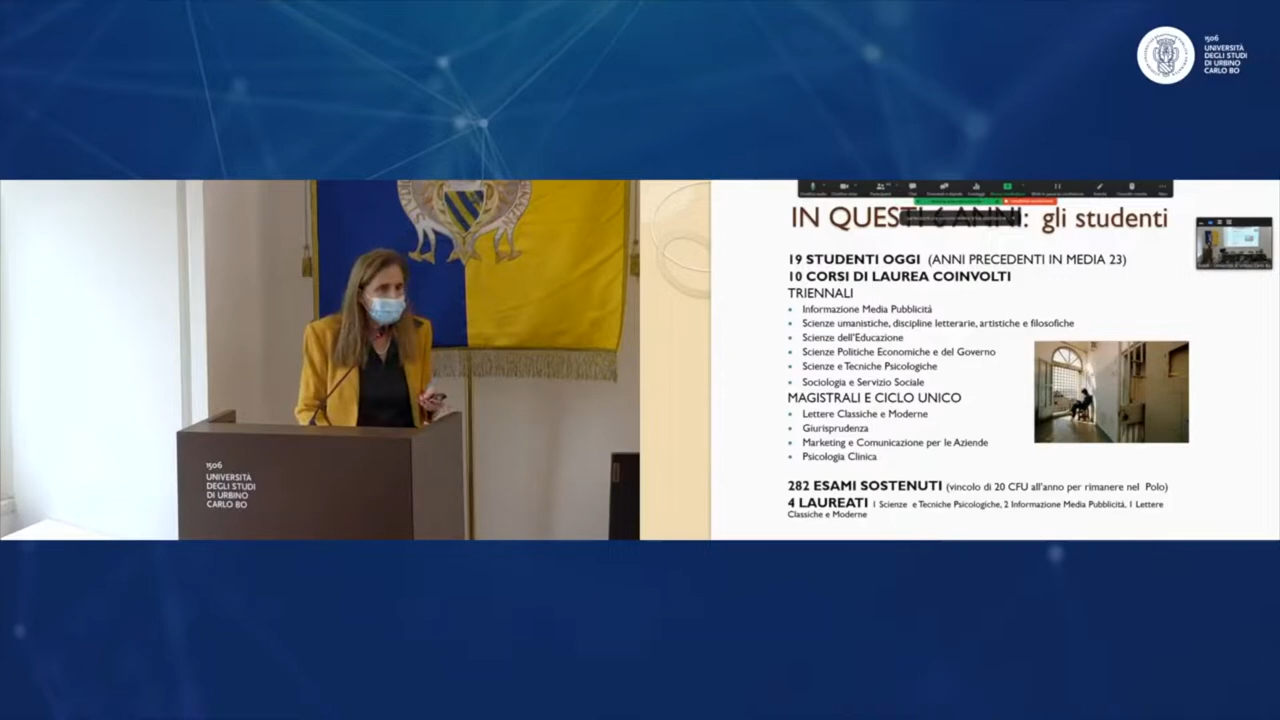 1506
UNIVERSITÀ
DEGLI STUDI
DI URBINO
CARLO BO
1506
UNIVERSITÀ
DEGLI STUDI
DI URBINO
CARLO BO
IN QUESTI 6 ANNI: gli studenti
19 STUDENTI OGGI (ANNI PRECEDENTI IN MEDIA 23)
10 CORSI DI LAUREA COINVOLTI
TRIENNALI
• Informazione Media Pubblicità
• Scienze umanistiche, discipline letterarie, artistiche e filosofiche
• Scienze dell'Educazione
• Scienze Politiche Economiche e del Governo
• Scienze e Tecniche Psicologiche
• Sociologia e Servizio Sociale
MAGISTRALI E CICLO UNICO
• Lettere Classiche e Moderne
• Giurisprudenza
• Marketing e Comunicazione per le Aziende
• Psicologia Clinica
282 ESAMI SOSTENUTI (vincolo di 20 CFU all'anno per rimanere nel Polo)
4 LAUREATI 1 Scienze e Tecniche Psicologiche, 2 Informazione Media Pubblicità, 1 Lettere
Classiche e Moderne